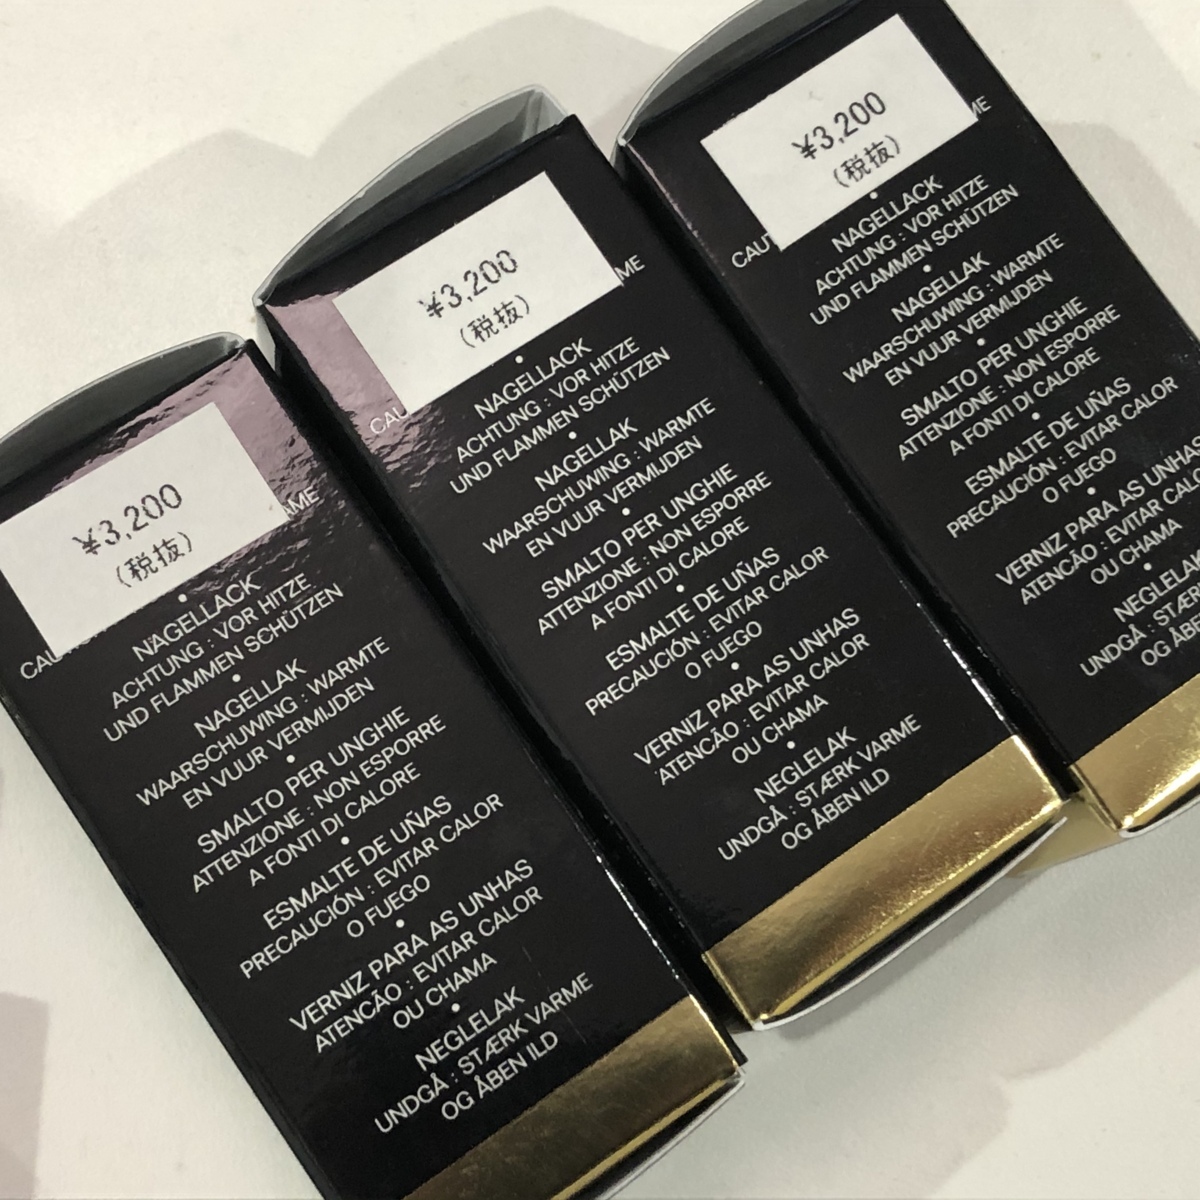 ¥3,200
(税抜)
NAGELLACK
ACHTUNG : VOR HITZE
UND FLAMMEN SCHÜTZEN
NAGELLAK
WAARSCHUWING : WARMTE
EN VUUR VERMIJDEN
SMALTO PER UNGHIE
ATTENZIONE : NON ESPORRE
A FONTI DI CALORE
ESMALTE DE UÑAS
PRECAUCIÓN : EVITAR CALOR
O FUEGO
VERNIZ PARA AS UNHAS
ATENCÃO : EVITAR CALOR
OU CHAMA
NEGLELAK
UNDGÅ : STÆRK VARME
OG ÅBEN ILD
¥3,200
(税抜)
NAGELLACK
ACHTUNG : VOR HITZE
UND FLAMMEN SCHÜTZEN
NAGELLAK
WAARSCHUWING : WARMTE
EN VUUR VERMIJDEN
SMALTO PER UNGHIE
ATTENZIONE : NON ESPORRE
A FONTI DI CALORE
ESMALTE DE UÑAS
PRECAUCIÓN : EVITAR CALOR
O FUEGO
VERNIZ PARA AS UNHAS
ATENCÃO : EVITAR CALOR
OU CHAMA
NEGLELAK
UNDGÅ : STÆRK VARME
OG ÅBEN ILD
¥3,200
(税抜)
NAGELLACK
ACHTUNG : VOR HITZE
UND FLAMMEN SCHÜTZEN
NAGELLAK
WAARSCHUWING : WARMTE
EN VUUR VERMIJDEN
SMALTO PER UNGHIE
ATTENZIONE : NON ESPORRE
A FONTI DI CALORE
ESMALTE DE UÑAS
PRECAUCIÓN : EVITAR CALOR
O FUEGO
VERNIZ PARA AS UNHAS
ATENCÃO : EVITAR
OU CHAMA
NEGLELAK
UNDGÅ :
OG